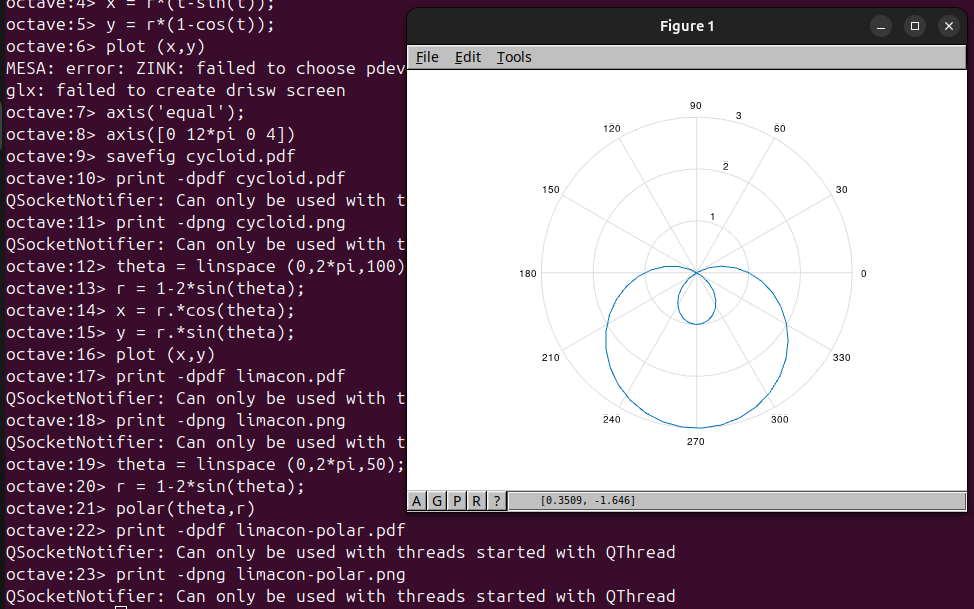 octave:4> x = r*(t-sin(t));
octave:5> y = r*(1-cos(t));
octave:6> plot (x,y)
MESA: error: ZINK: failed to choose pdev
glx: failed to create drisw screen
octave:7> axis('equal');
octave:8> axis([0 12*pi 0 4])
octave:9> savefig cycloid.pdf
octave:10> print -dpdf cycloid.pdf
QSocketNotifier: Can only be used with t
octave:11> print -dpng cycloid.png
QSocketNotifier: Can only be used with t
octave:12> theta = linspace (0,2*pi,100)
octave:13> r = 1-2*sin(theta);
octave:14> x = r.*cos(theta);
octave:15> y = r.*sin(theta);
octave:16> plot (x,y)
octave:17> print -dpdf limacon.pdf
QSocketNotifier: Can only be used with t
octave:18> print -dpng limacon.png
QSocketNotifier: Can only be used with t
octave:19> theta = linspace (0,2*pi,50);
octave:20> r = 1-2*sin(theta);
octave:21> polar(theta,r)
octave:22> print -dpdf limacon-polar.pdf
QSocketNotifier: Can only be used with threads started with QThread
octave:23> print -dpng limacon-polar.png
QSocketNotifier: Can only be used with threads started with QThread
Figure 1
File Edit Tools
90
3
120
60
2
150
30
1
180
0
210
330
240
300
270
A G P R ? [0.3509, -1.646]